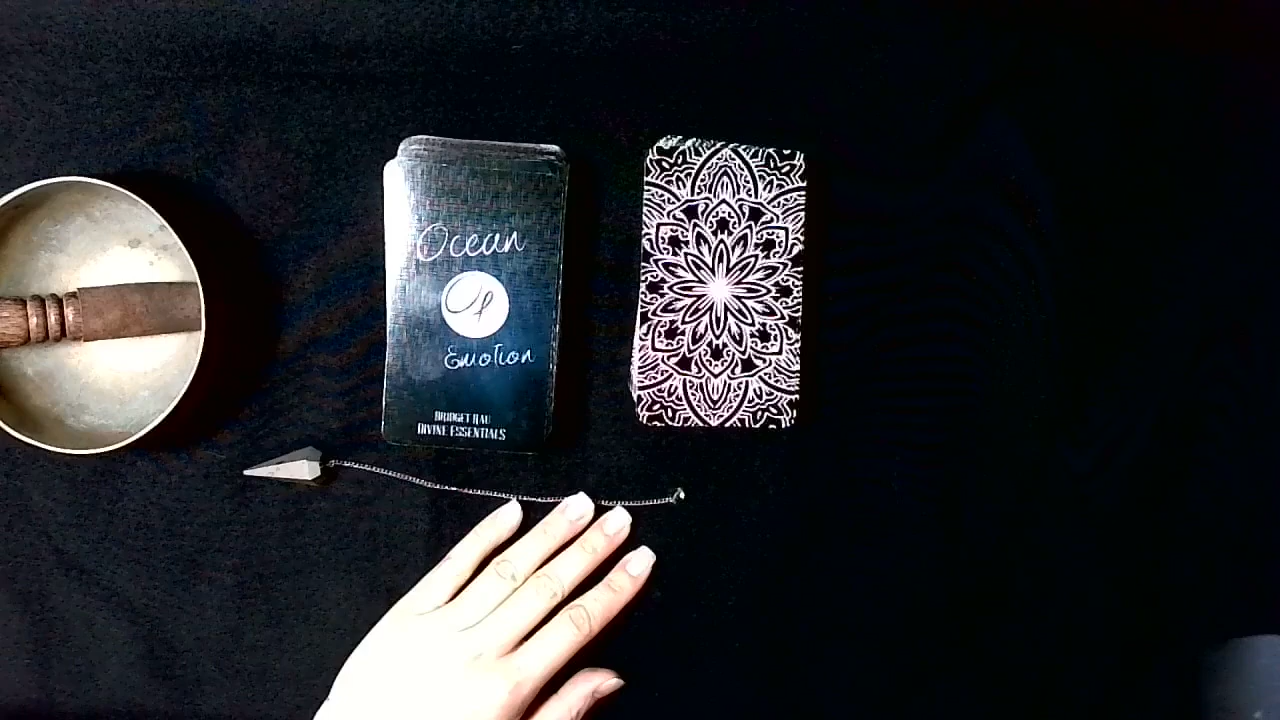 Ocean
Of
Emotion
Bridget Rau
Divine Essentials